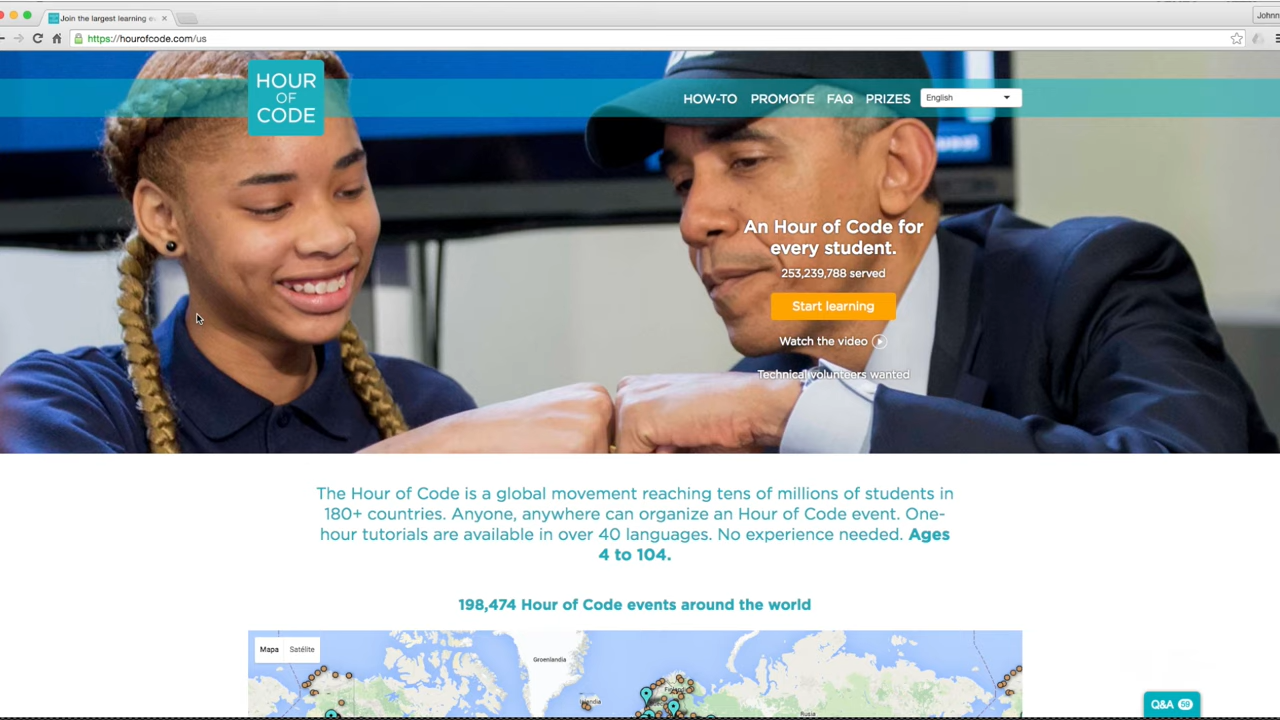 Join the largest learning e
Johnn
https://hourofcode.com/us
HOUR
OF
CODE
HOW-TO PROMOTE FAQ PRIZES English
An Hour of Code for
every student.
253,239,788 served
Start learning
Watch the video
Technical volunteers wanted
The Hour of Code is a global movement reaching tens of millions of students in
180+ countries. Anyone, anywhere can organize an Hour of Code event. One-
hour tutorials are available in over 40 languages. No experience needed. Ages
4 to 104.
198,474 Hour of Code events around the world
Mapa Satélite
Groenlandia
Finland
Rusia
Q&A 59